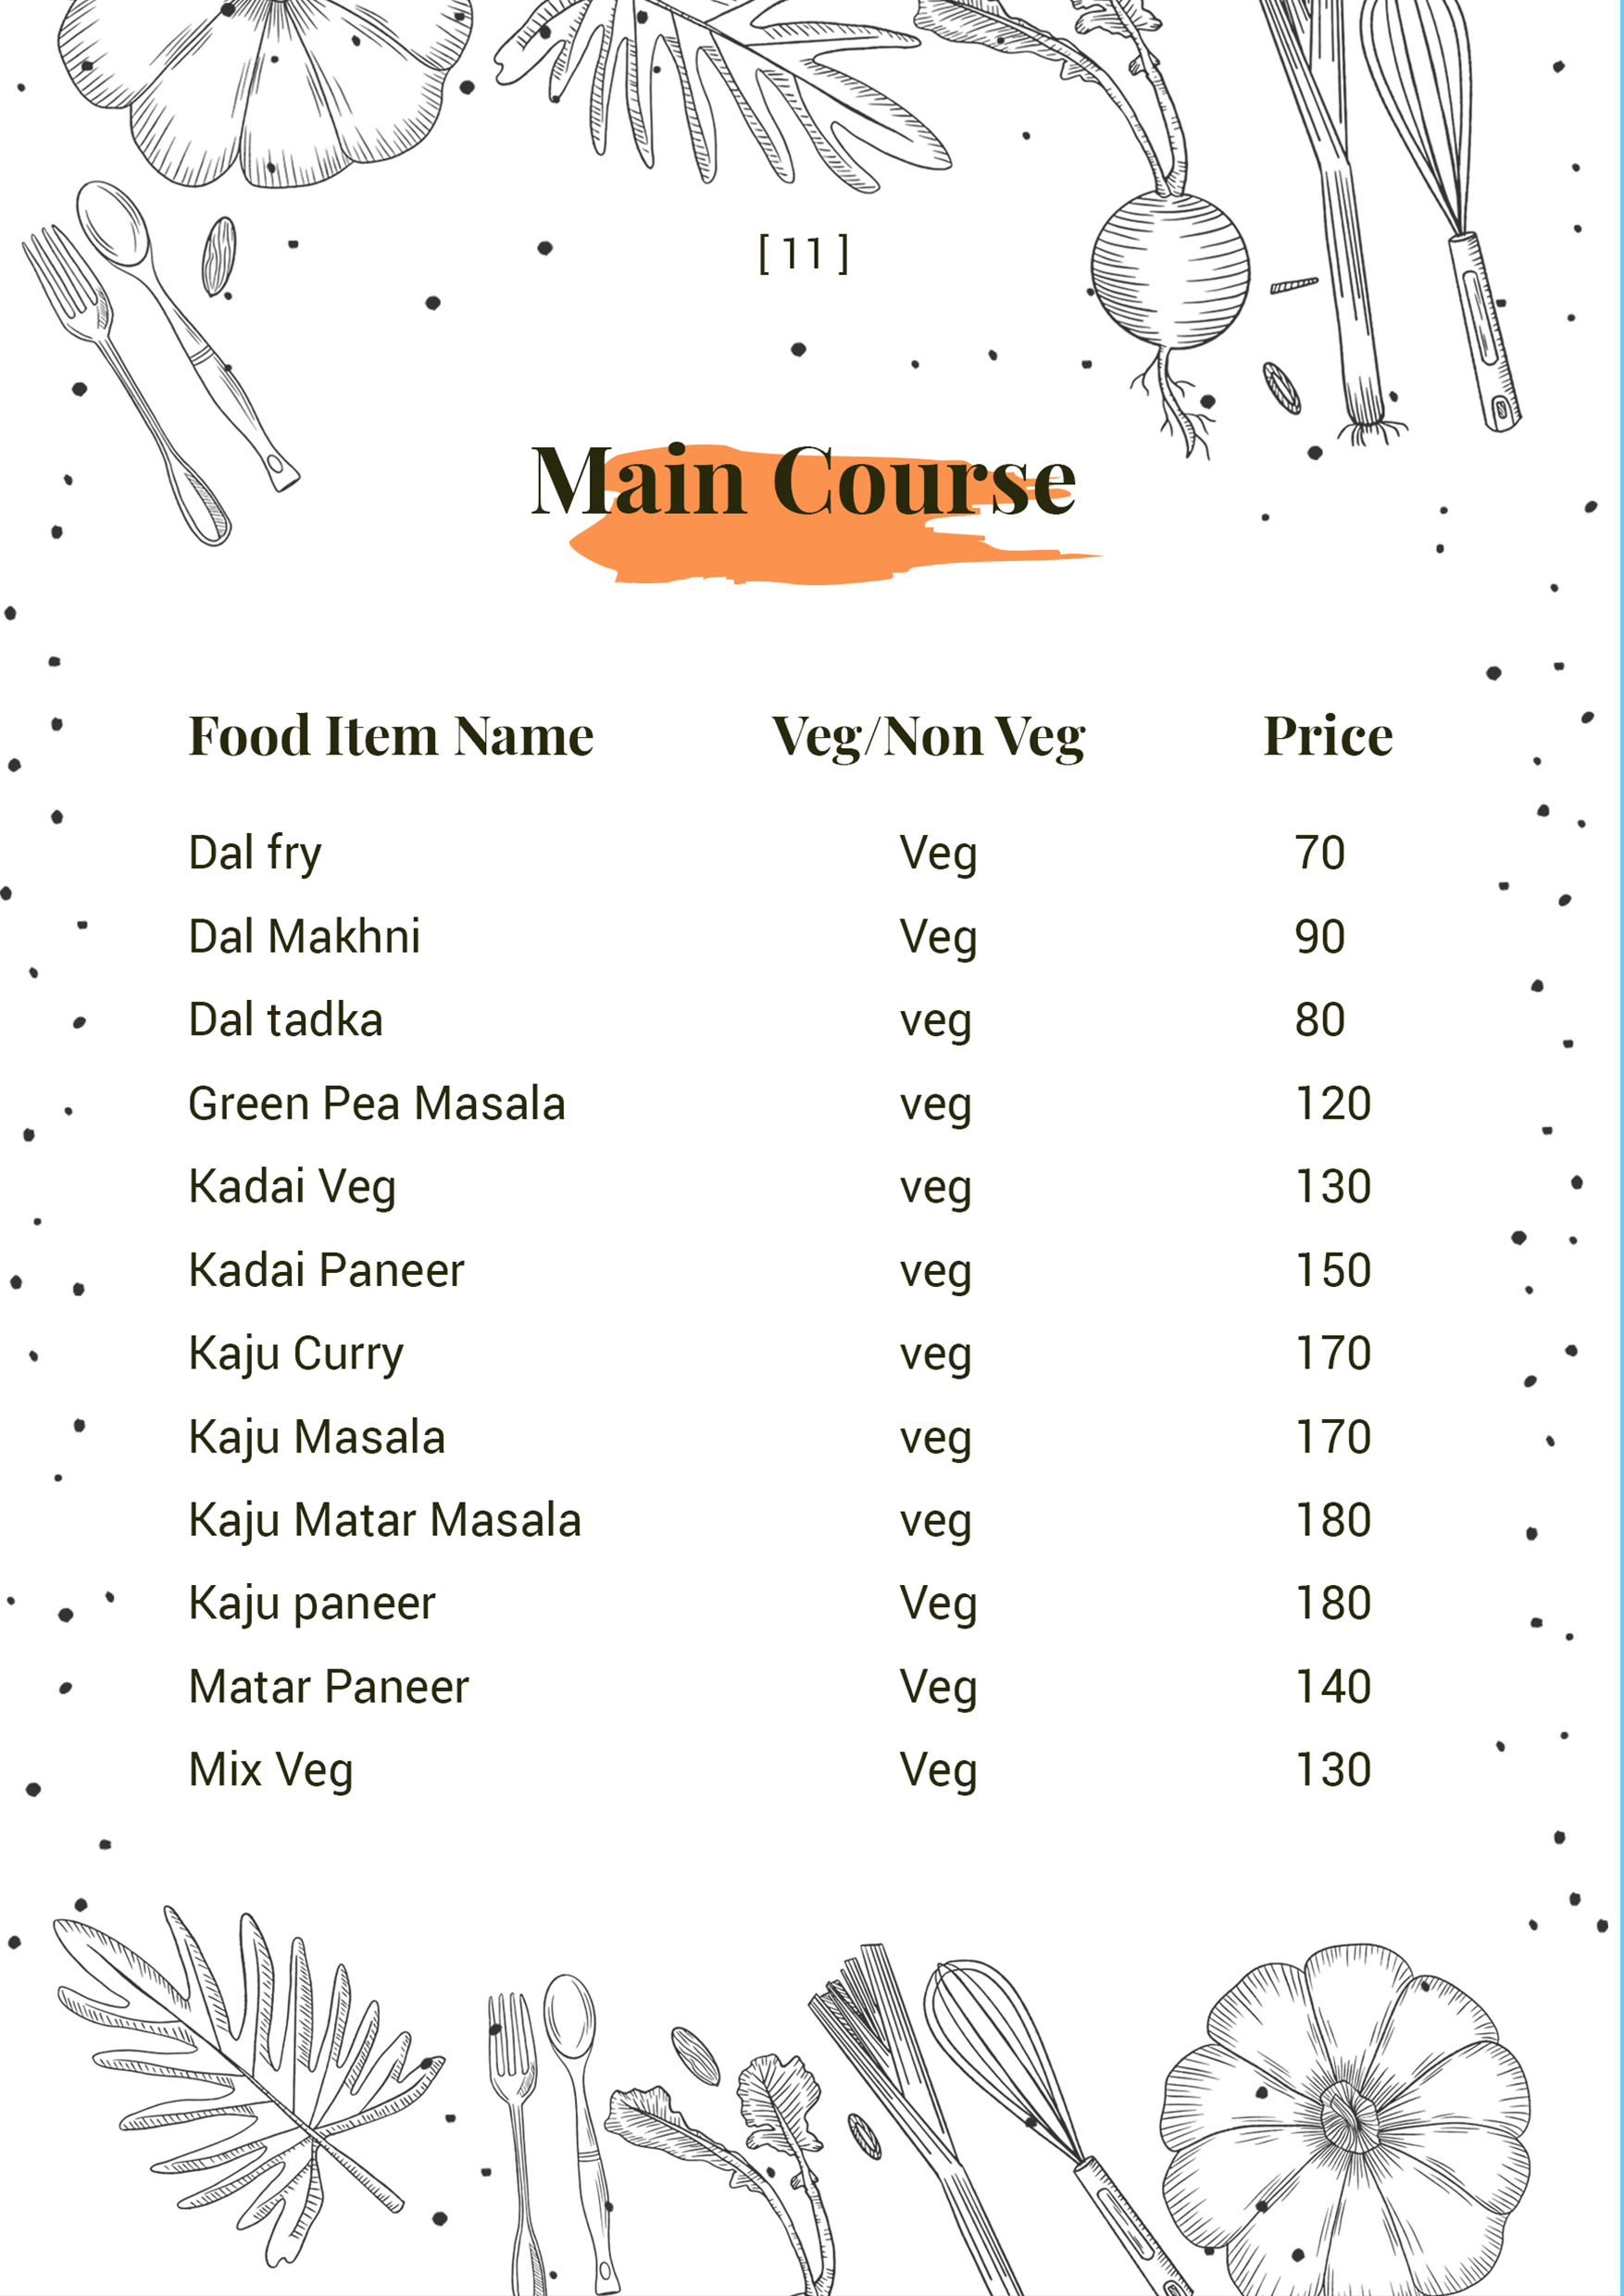 [ 11 ]
Main Course
Food Item Name Veg/Non Veg Price
Dal fry Veg 70
Dal Makhni Veg 90
Dal tadka veg 80
Green Pea Masala veg 120
Kadai Veg veg 130
Kadai Paneer veg 150
Kaju Curry veg 170
Kaju Masala veg 170
Kaju Matar Masala veg 180
Kaju paneer Veg 180
Matar Paneer Veg 140
Mix Veg Veg 130